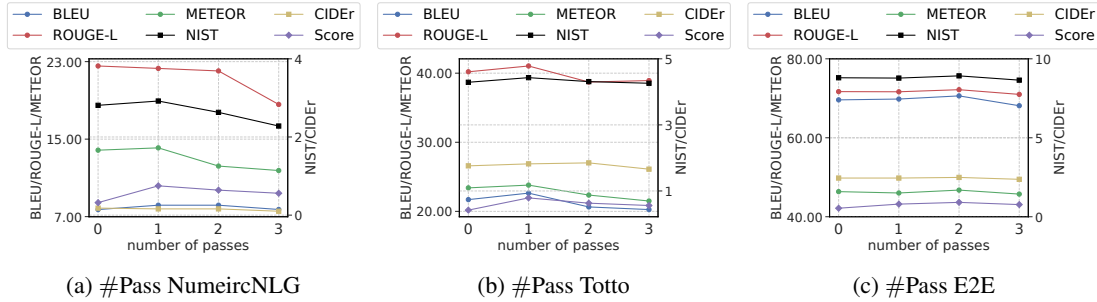 BLEU METEOR CIDEr
ROUGE-L NIST Score
BLEU/ROUGE-L/METEOR
23.00
15.00
7.00
4
2
0
NIST/CIDEr
0 1 2 3
number of passes
(a) #Pass NumeircNLG
BLEU METEOR CIDEr
ROUGE-L NIST Score
BLEU/ROUGE-L/METEOR
40.00
30.00
20.00
5
3
1
NIST/CIDEr
0 1 2 3
number of passes
(b) #Pass Totto
BLEU METEOR CIDEr
ROUGE-L NIST Score
BLEU/ROUGE-L/METEOR
80.00
60.00
40.00
10
5
0
NIST/CIDEr
0 1 2 3
number of passes
(c) #Pass E2E